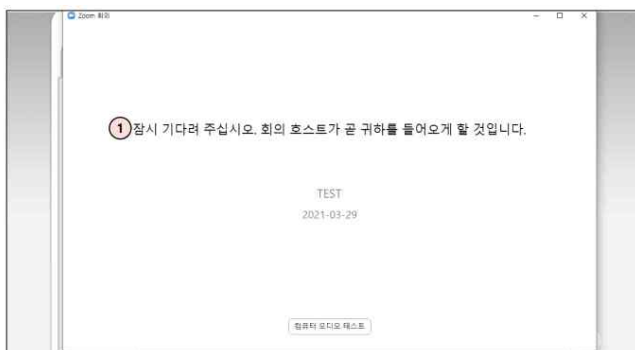 Zoom 회의
1 잠시 기다려 주십시오. 회의 호스트가 곧 귀하를 들어오게 할 것입니다.
TEST
2021-03-29
컴퓨터 오디오 테스트